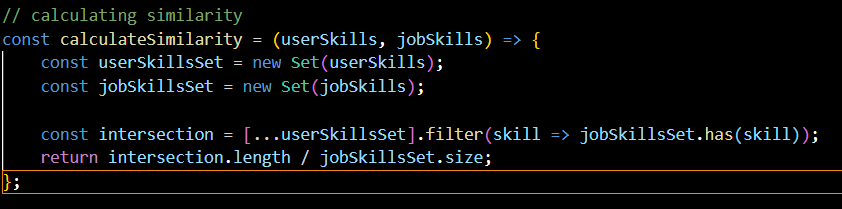 // calculating similarity
const calculateSimilarity = (userSkills, jobSkills) => {
    const userSkillsSet = new Set(userSkills);
    const jobSkillsSet = new Set(jobSkills);

    const intersection = [...userSkillsSet].filter(skill => jobSkillsSet.has(skill));
    return intersection.length / jobSkillsSet.size;
};